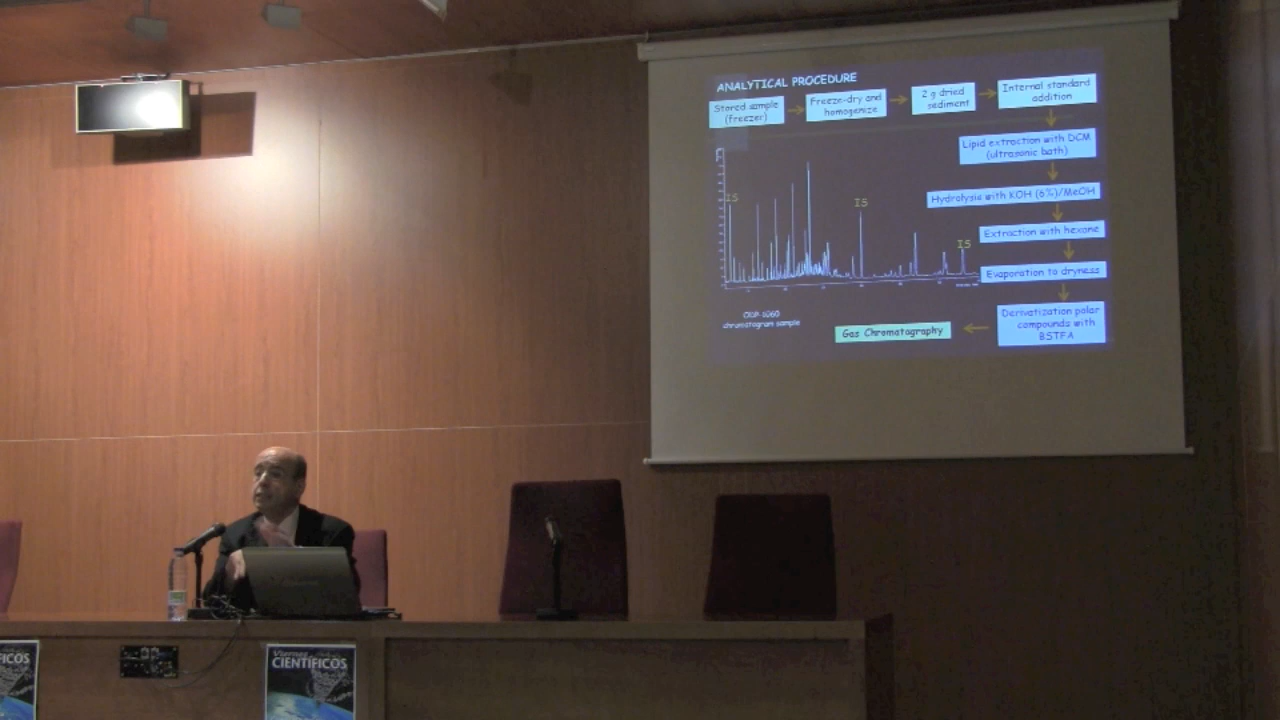 ANALYTICAL PROCEDURE
Stored sample
(freezer)
Freeze-dry and
homogenize
2 g dried
sediment
Internal standard
addition
Lipid extraction with DCM
(ultrasonic bath)
Hydrolysis with KOH (6%)/MeOH
Extraction with hexane
Evaporation to dryness
Derivatization polar
compounds with
BSTFA
Gas Chromatography
IS
IS
IS
chromatogram sample
FICOS
Viernes
CIENTÍFICOS